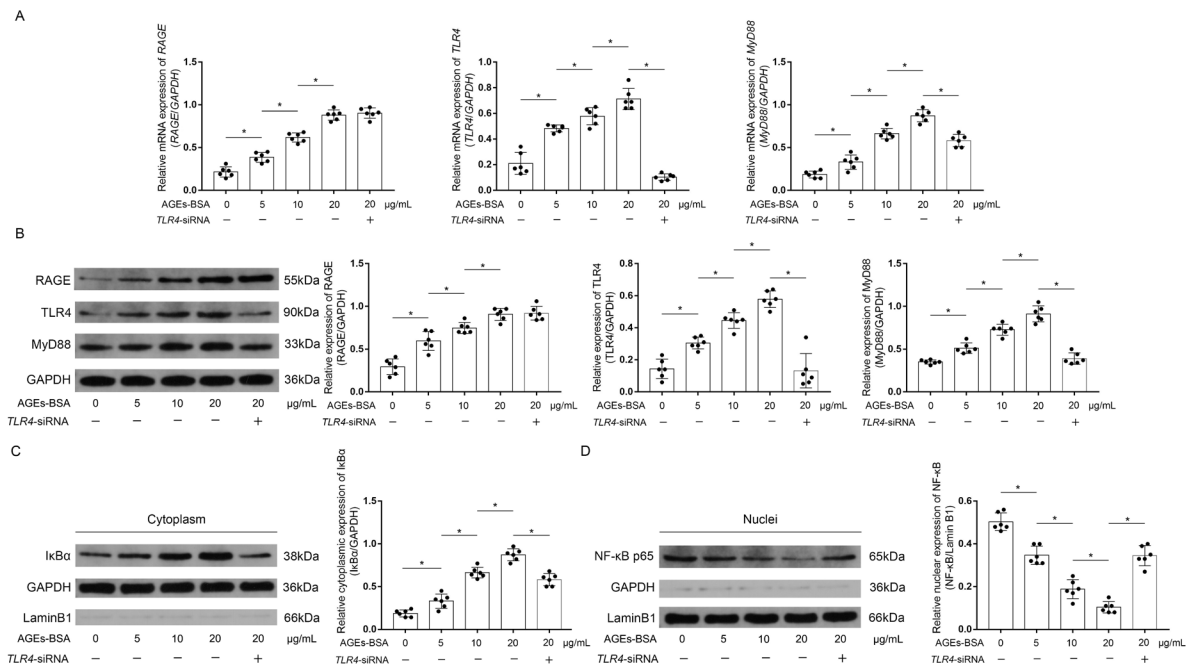 A
Relative mRNA expression of RAGE
(RAGE/GAPDH)
1.5
1.0
0.5
0.0
* * *
AGEs-BSA 0 5 10 20 20 μg/mL
TLR4-siRNA − − − − +
Relative mRNA expression of TLR4
(TLR4/GAPDH)
1.0
0.8
0.6
0.4
0.2
0.0
* * * *
0 5 10 20 20 μg/mL
AGEs-BSA
TLR4-siRNA − − − − +
Relative mRNA expression of MyD88
(MyD88/GAPDH)
1.5
1.0
0.5
0.0
* * * *
AGEs-BSA 0 5 10 20 20 μg/mL
TLR4-siRNA − − − − +
B
RAGE 55kDa
TLR4 90kDa
MyD88 33kDa
GAPDH 36kDa
AGEs-BSA 0 5 10 20 20 μg/mL
TLR4-siRNA − − − − +
Relative expression of RAGE
(RAGE/GAPDH)
1.5
1.0
0.5
0.0
* * *
AGEs-BSA 0 5 10 20 20 μg/mL
TLR4-siRNA − − − − +
Relative expression of TLR4
(TLR4/GAPDH)
0.8
0.6
0.4
0.2
0.0
* * * *
AGEs-BSA 0 5 10 20 20 μg/mL
TLR4-siRNA − − − − +
Relative expression of MyD88
(MyD88/GAPDH)
1.5
1.0
0.5
0.0
* * * *
AGEs-BSA 0 5 10 20 20 μg/mL
TLR4-siRNA − − − − +
C
Cytoplasm
IκBα 38kDa
GAPDH 36kDa
LaminB1 66kDa
AGEs-BSA 0 5 10 20 20 μg/mL
TLR4-siRNA − − − − +
Relative cytoplasmic expression of IκBα
(IκBα/GAPDH)
1.5
1.0
0.5
0.0
* * * *
AGEs-BSA 0 5 10 20 20 μg/mL
TLR4-siRNA − − − − +
D
Nuclei
NF-κB p65 65kDa
GAPDH 36kDa
LaminB1 66kDa
AGEs-BSA 0 5 10 20 20 μg/mL
TLR4-siRNA − − − − +
Relative nuclear expression of NF-κB
(NF-κB/Lamin B1)
0.6
0.4
0.2
0.0
* * * *
AGEs-BSA 0 5 10 20 20 μg/mL
TLR4-siRNA − − − − +